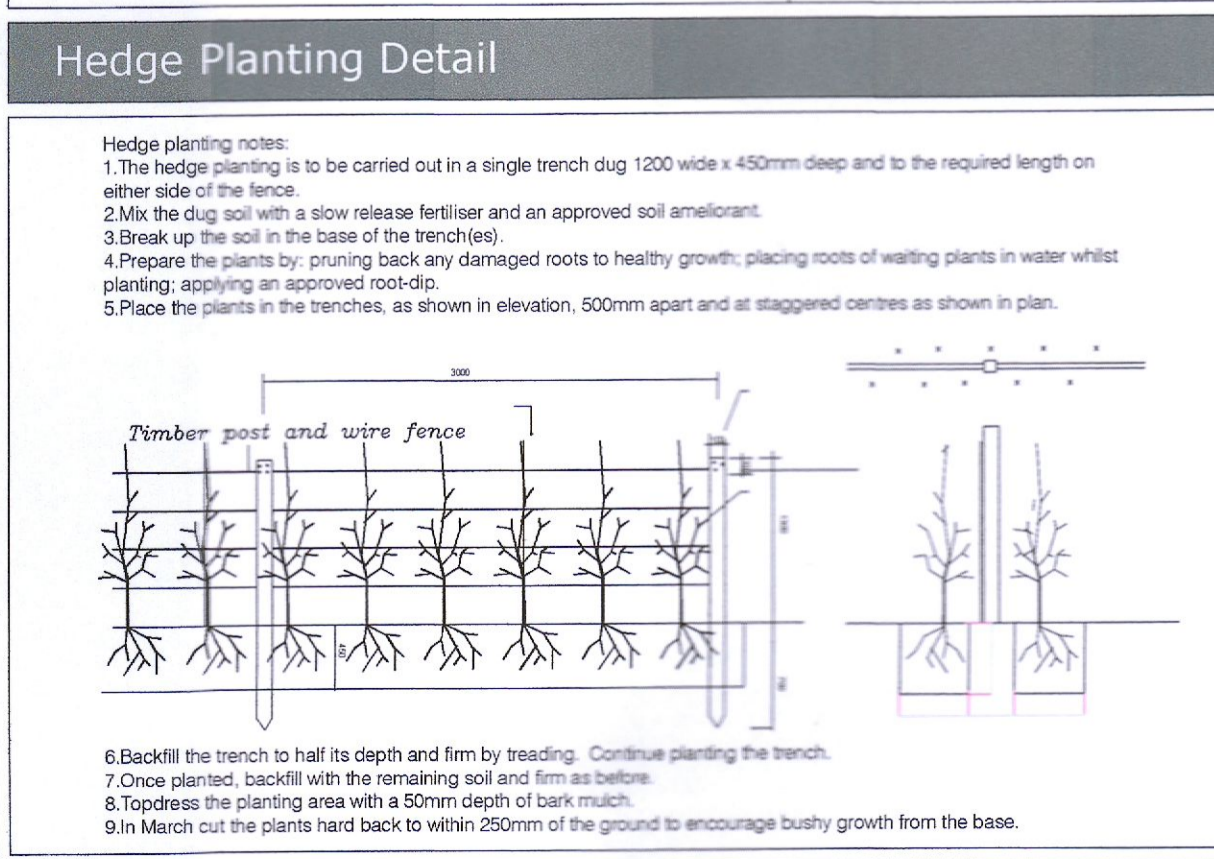 Hedge Planting Detail
Hedge planting notes:
1.The hedge planting is to be carried out in a single trench dug 1200 wide x 450mm deep and to the required length on
either side of the fence.
2.Mix the dug soil with a slow release fertiliser and an approved soil ameliorant.
3.Break up the soil in the base of the trench(es).
4.Prepare the plants by: pruning back any damaged roots to healthy growth; placing roots of waiting plants in water whilst
planting; applying an approved root-dip.
5.Place the plants in the trenches, as shown in elevation, 500mm apart and at staggered centres as shown in plan.
3000
Timber post and wire fence
450
700
6.Backfill the trench to half its depth and firm by treading. Continue planting the trench.
7.Once planted, backfill with the remaining soil and firm as before.
8.Topdress the planting area with a 50mm depth of bark mulch.
9.In March cut the plants hard back to within 250mm of the ground to encourage bushy growth from the base.